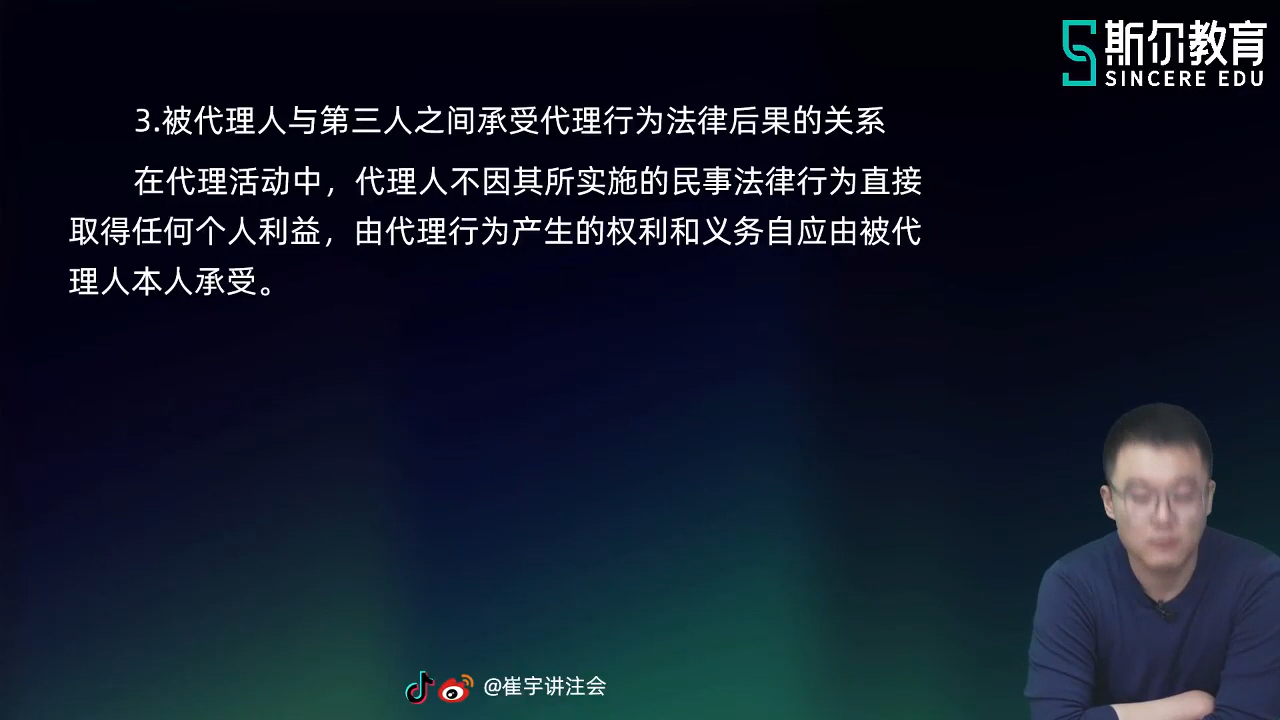 斯尔教育
SINCERE EDU
3.被代理人与第三人之间承受代理行为法律后果的关系
在代理活动中，代理人不因其所实施的民事法律行为直接
取得任何个人利益，由代理行为产生的权利和义务自应由被代
理人本人承受。
@崔宇讲注会